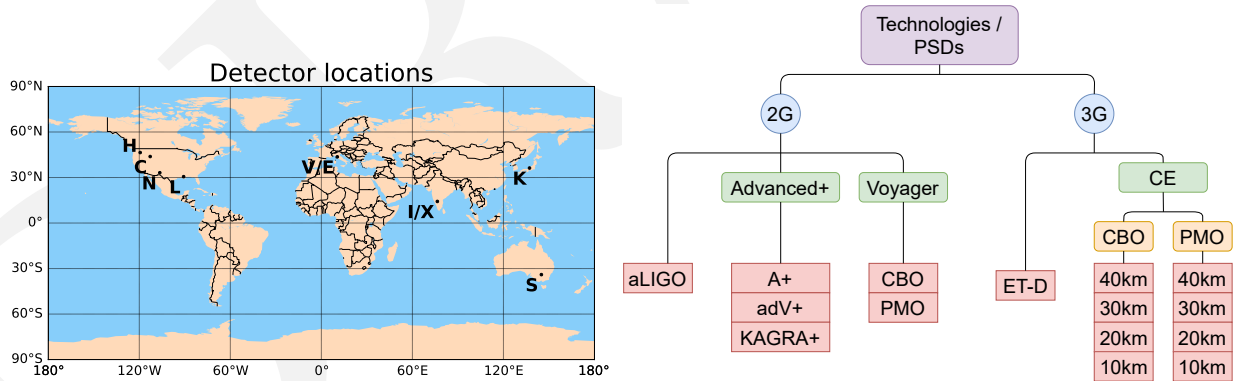 Detector locations
90°N
60°N
30°N
0°
30°S
60°S
90°S
180°
120°W
60°W
0°
60°E
120°E
180°
H
C
N
L
V/E
I/X
K
S
Technologies /
PSDs
2G
3G
Advanced+
Voyager
CE
CBO
PMO
aLIGO
A+
adV+
KAGRA+
CBO
PMO
ET-D
40km
30km
20km
10km
40km
30km
20km
10km